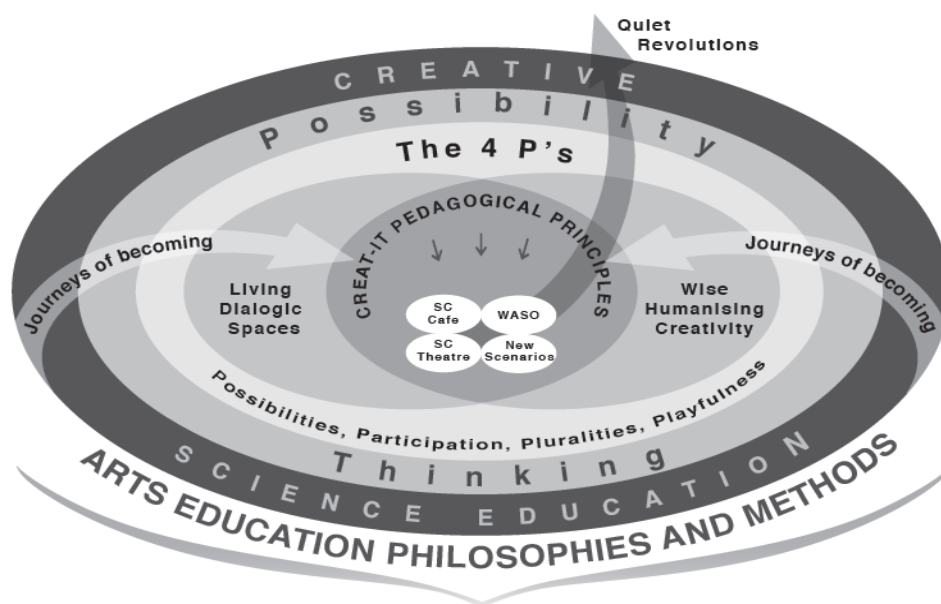 Quiet
Revolutions
CREATIVE
Possibility
The 4 P's
CREAT-IT PEDAGOGICAL PRINCIPLES
Journeys of becoming
Journeys of becoming
Living
Dialogic
Spaces
Wise
Humanising
Creativity
SC
Cafe
WASO
SC
Theatre
New
Scenarios
Possibilities, Participation, Pluralities, Playfulness
Thinking
SCIENCE EDUCATION
ARTS EDUCATION PHILOSOPHIES AND METHODS